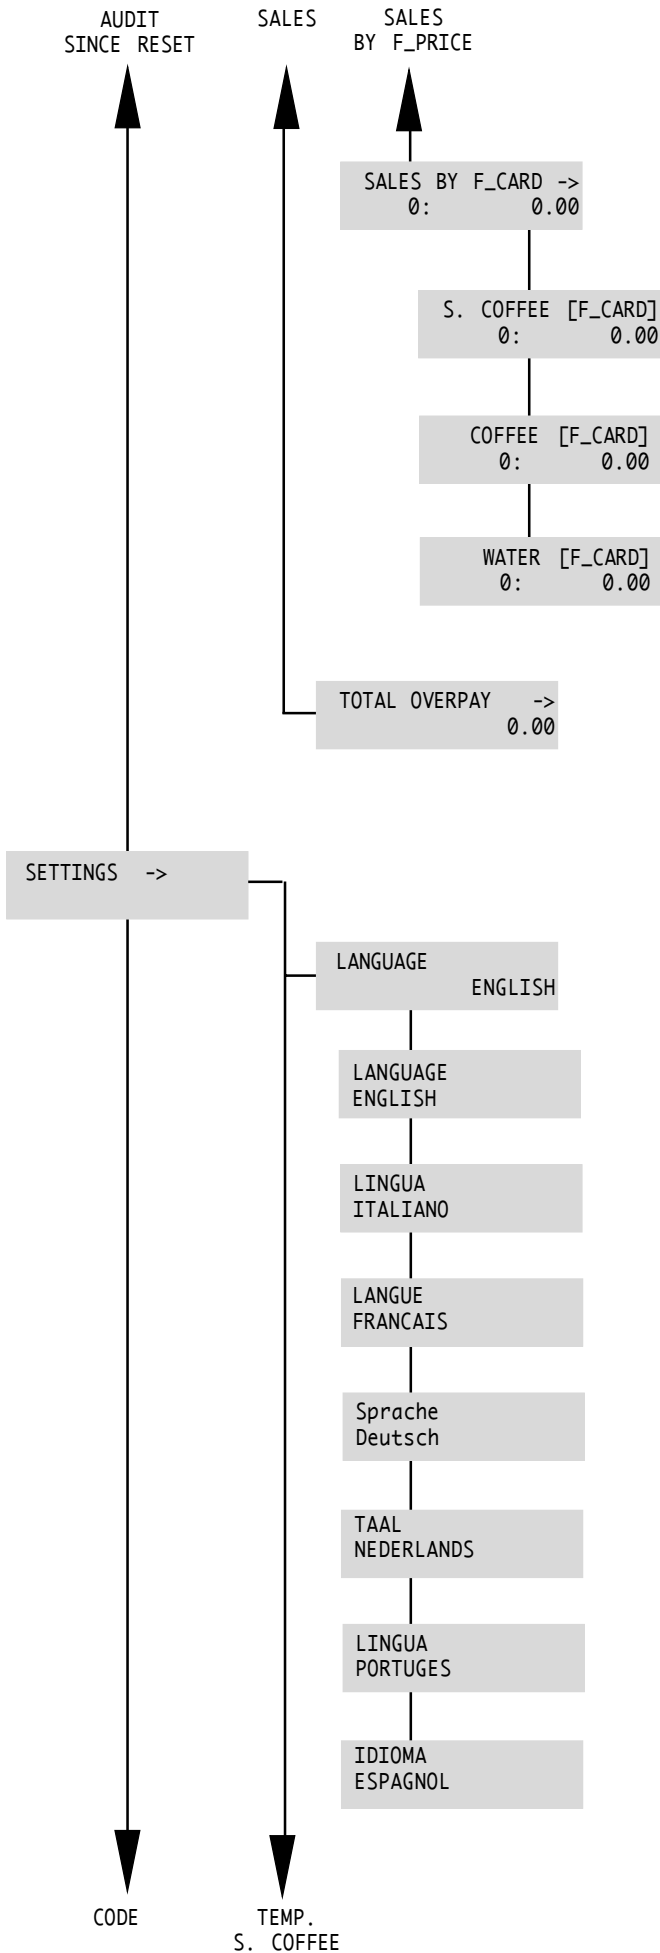 AUDIT
SINCE RESET
SALES
SALES
BY F_PRICE
SALES BY F_CARD ->
0: 0.00
S. COFFEE [F_CARD]
0: 0.00
COFFEE [F_CARD]
0: 0.00
WATER [F_CARD]
0: 0.00
TOTAL OVERPAY ->
0.00
SETTINGS ->
LANGUAGE
ENGLISH
LANGUAGE
ENGLISH
LINGUA
ITALIANO
LANGUE
FRANCAIS
Sprache
Deutsch
TAAL
NEDERLANDS
LINGUA
PORTUGES
IDIOMA
ESPAGNOL
CODE
TEMP.
S. COFFEE